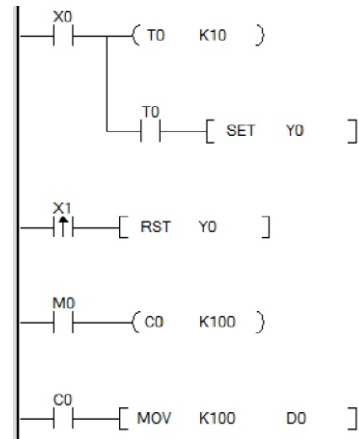 X0
T0 K10
T0
SET Y0
X1
RST Y0
M0
C0 K100
C0
MOV K100 D0